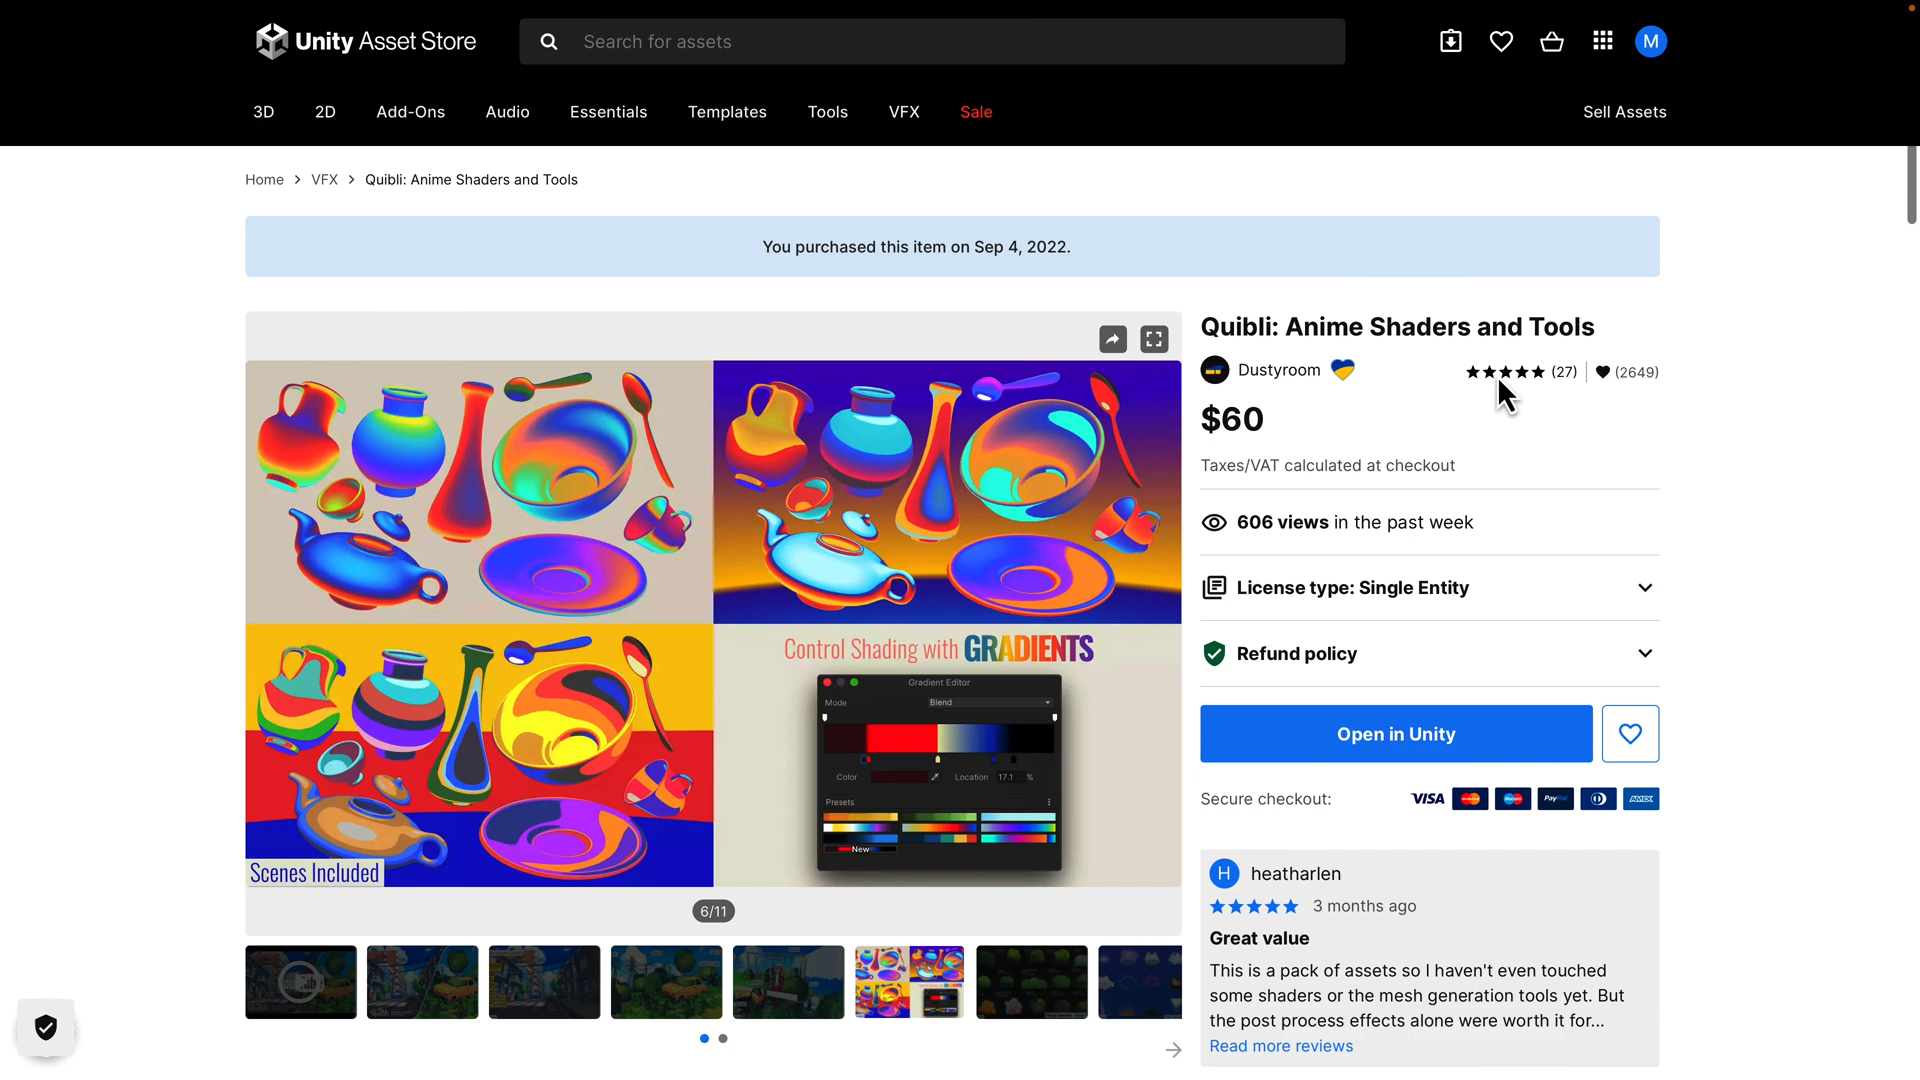 Unity Asset Store
Search for assets
M
3D 2D Add-Ons Audio Essentials Templates Tools VFX Sale Sell Assets
Home > VFX > Quibli: Anime Shaders and Tools
You purchased this item on Sep 4, 2022.
Quibli: Anime Shaders and Tools
Dustyroom (27) (2649)
$60
Taxes/VAT calculated at checkout
606 views in the past week
License type: Single Entity
Refund policy
Open in Unity
Secure checkout: VISA PayPal AMEX
Control Shading with GRADIENTS
Gradient Editor
Mode Blend
Color Location 17.1 %
Presets
New
Scenes Included
6/11
H heatharlen
3 months ago
Great value
This is a pack of assets so I haven't even touched
some shaders or the mesh generation tools yet. But
the post process effects alone were worth it for...
Read more reviews